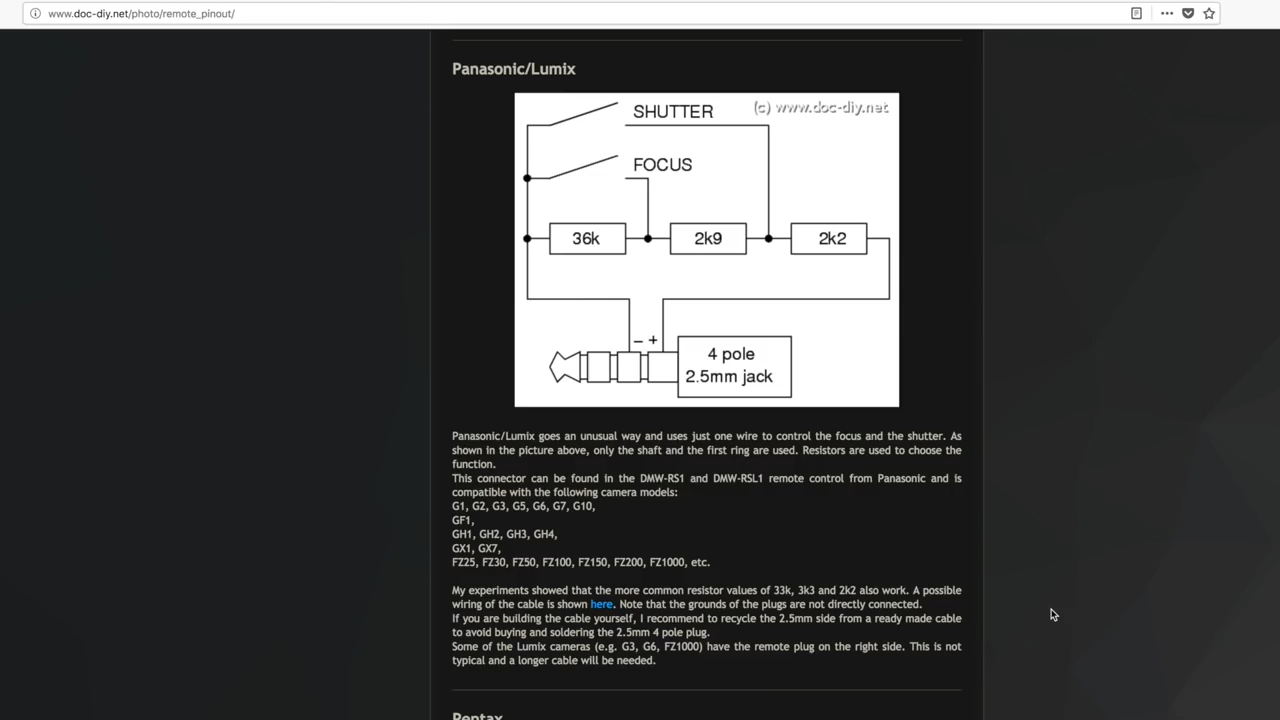 www.doc-diy.net/photo/remote_pinout/
Panasonic/Lumix
SHUTTER
(c) www.doc-diy.net
FOCUS
36k
2k9
2k2
– +
4 pole
2.5mm jack
Panasonic/Lumix goes an unusual way and uses just one wire to control the focus and the shutter. As
shown in the picture above, only the shaft and the first ring are used. Resistors are used to choose the
function.
This connector can be found in the DMW-RS1 and DMW-RSL1 remote control from Panasonic and is
compatible with the following camera models:
G1, G2, G3, G5, G6, G7, G10,
GF1,
GH1, GH2, GH3, GH4,
GX1, GX7,
FZ25, FZ30, FZ50, FZ100, FZ150, FZ200, FZ1000, etc.
My experiments showed that the more common resistor values of 33k, 3k3 and 2k2 also work. A possible
wiring of the cable is shown here. Note that the grounds of the plugs are not directly connected.
If you are building the cable yourself, I recommend to recycle the 2.5mm side from a ready made cable
to avoid buying and soldering the 2.5mm 4 pole plug.
Some of the Lumix cameras (e.g. G3, G6, FZ1000) have the remote plug on the right side. This is not
typical and a longer cable will be needed.
Pentax